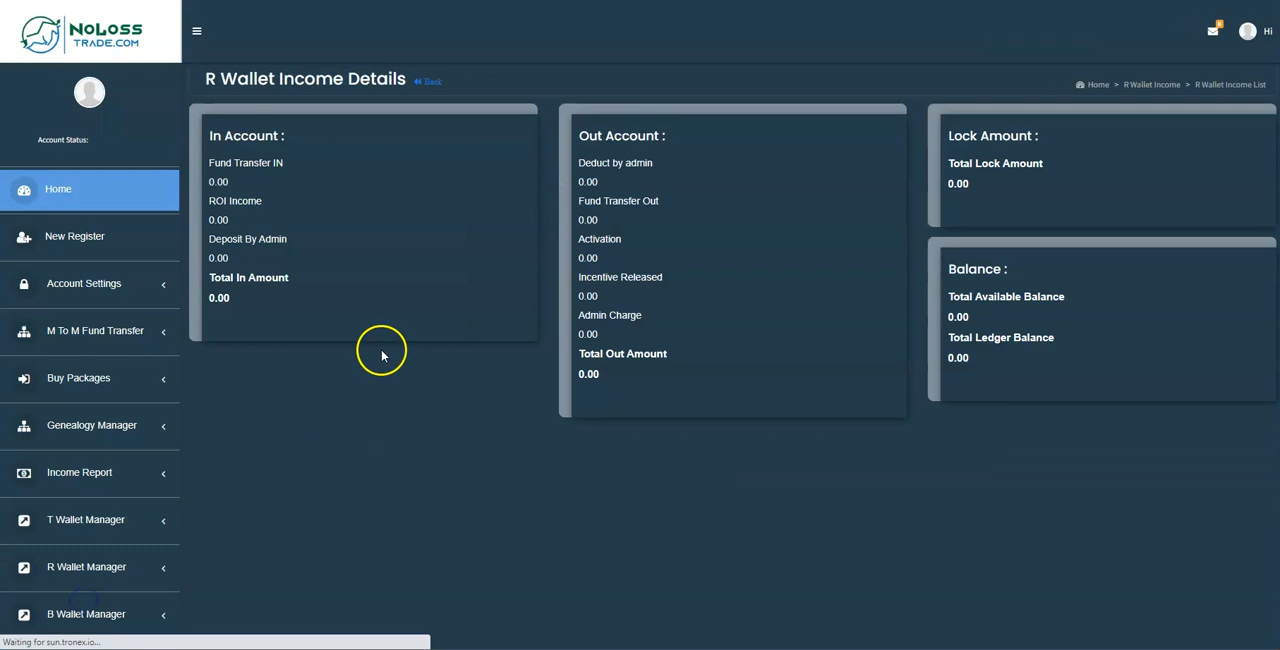 NoLoss
TRADE.COM
8
Hi
R Wallet Income Details Back
Home > R Wallet Income > R Wallet Income List
Account Status:
Home
New Register
Account Settings
M To M Fund Transfer
Buy Packages
Genealogy Manager
Income Report
T Wallet Manager
R Wallet Manager
B Wallet Manager
In Account :
Fund Transfer IN
0.00
ROI Income
0.00
Deposit By Admin
0.00
Total In Amount
0.00
Out Account :
Deduct by admin
0.00
Fund Transfer Out
0.00
Activation
0.00
Incentive Released
0.00
Admin Charge
0.00
Total Out Amount
0.00
Lock Amount :
Total Lock Amount
0.00
Balance :
Total Available Balance
0.00
Total Ledger Balance
0.00
Waiting for sun.tronex.io...